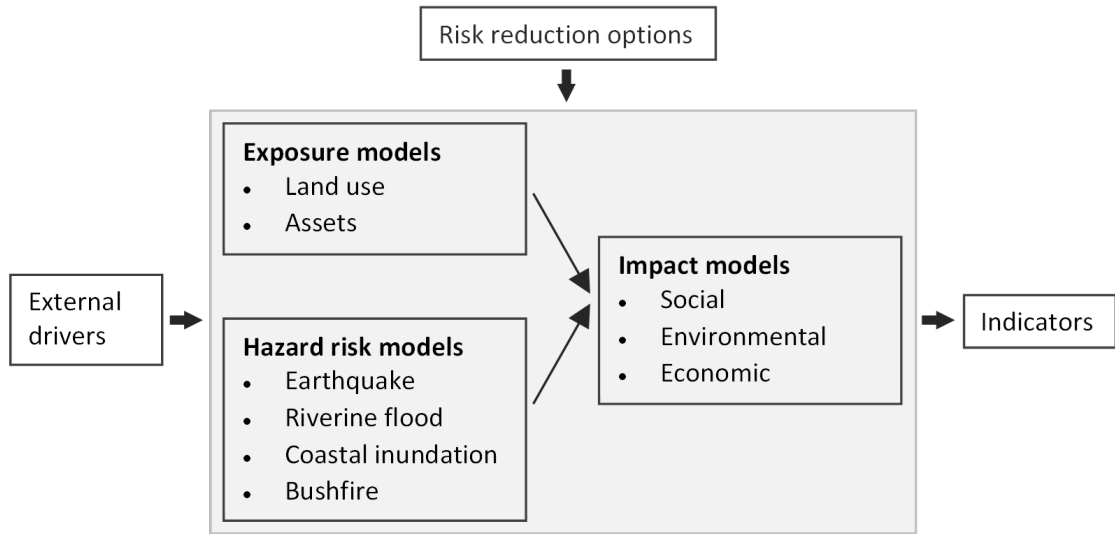 Risk reduction options
Exposure models
• Land use
• Assets
External
drivers
Hazard risk models
• Earthquake
• Riverine flood
• Coastal inundation
• Bushfire
Impact models
• Social
• Environmental
• Economic
Indicators